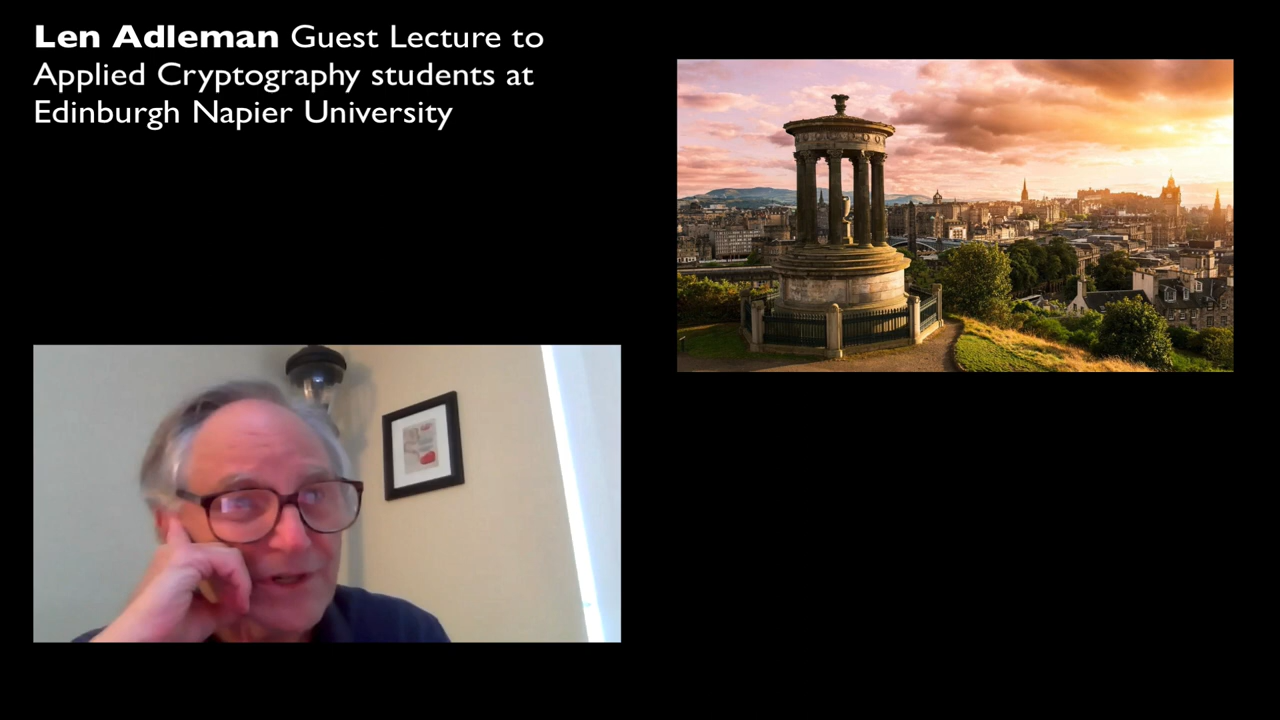 Len Adleman Guest Lecture to
Applied Cryptography students at
Edinburgh Napier University